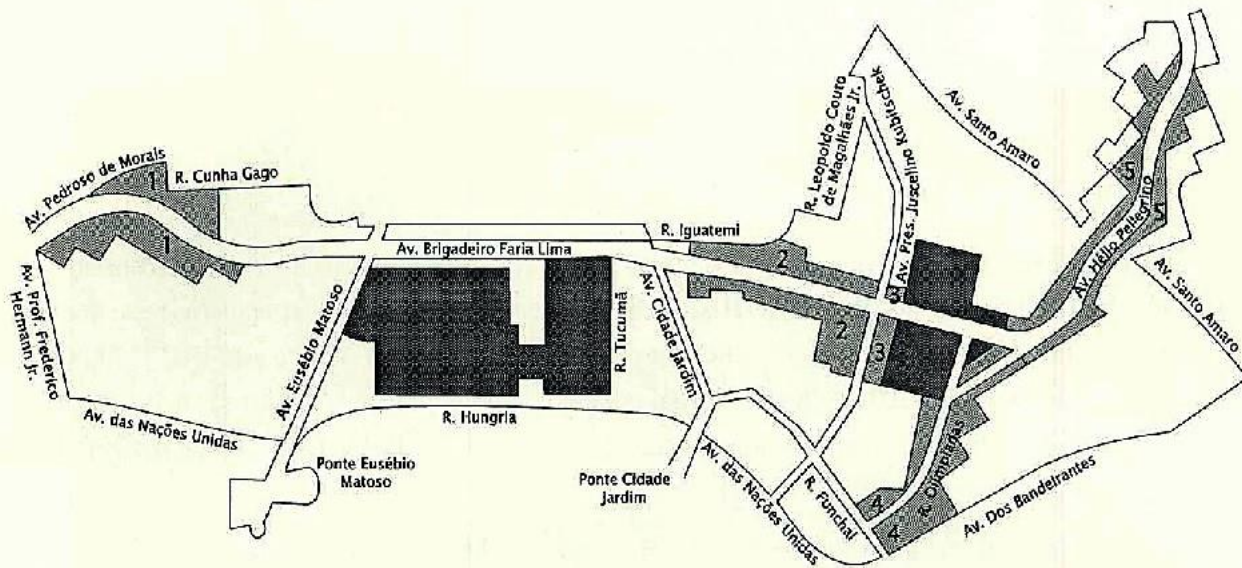 Av. Pedroso de Morais
1
R. Cunha Gago
1
Av. Prof. Frederico
Hermann Jr.
Av. das Nações Unidas
Av. Eusébio Matoso
Ponte Eusébio
Matoso
Av. Brigadeiro Faria Lima
R. Iguatemi
R. Tucumã
R. Hungria
Av. Cidade Jardim
Ponte Cidade
Jardim
Av. das Nações Unidas
R. Funchal
2
2
3
3
R. Leopoldo Couro
de Magalhães Jr.
Av. Pres. Juscelino Kubitschek
Av. Santo Amaro
5
5
Av. Hélio Pellegrino
Av. Santo Amaro
R. Olimpíadas
4
4
Av. Dos Bandeirantes